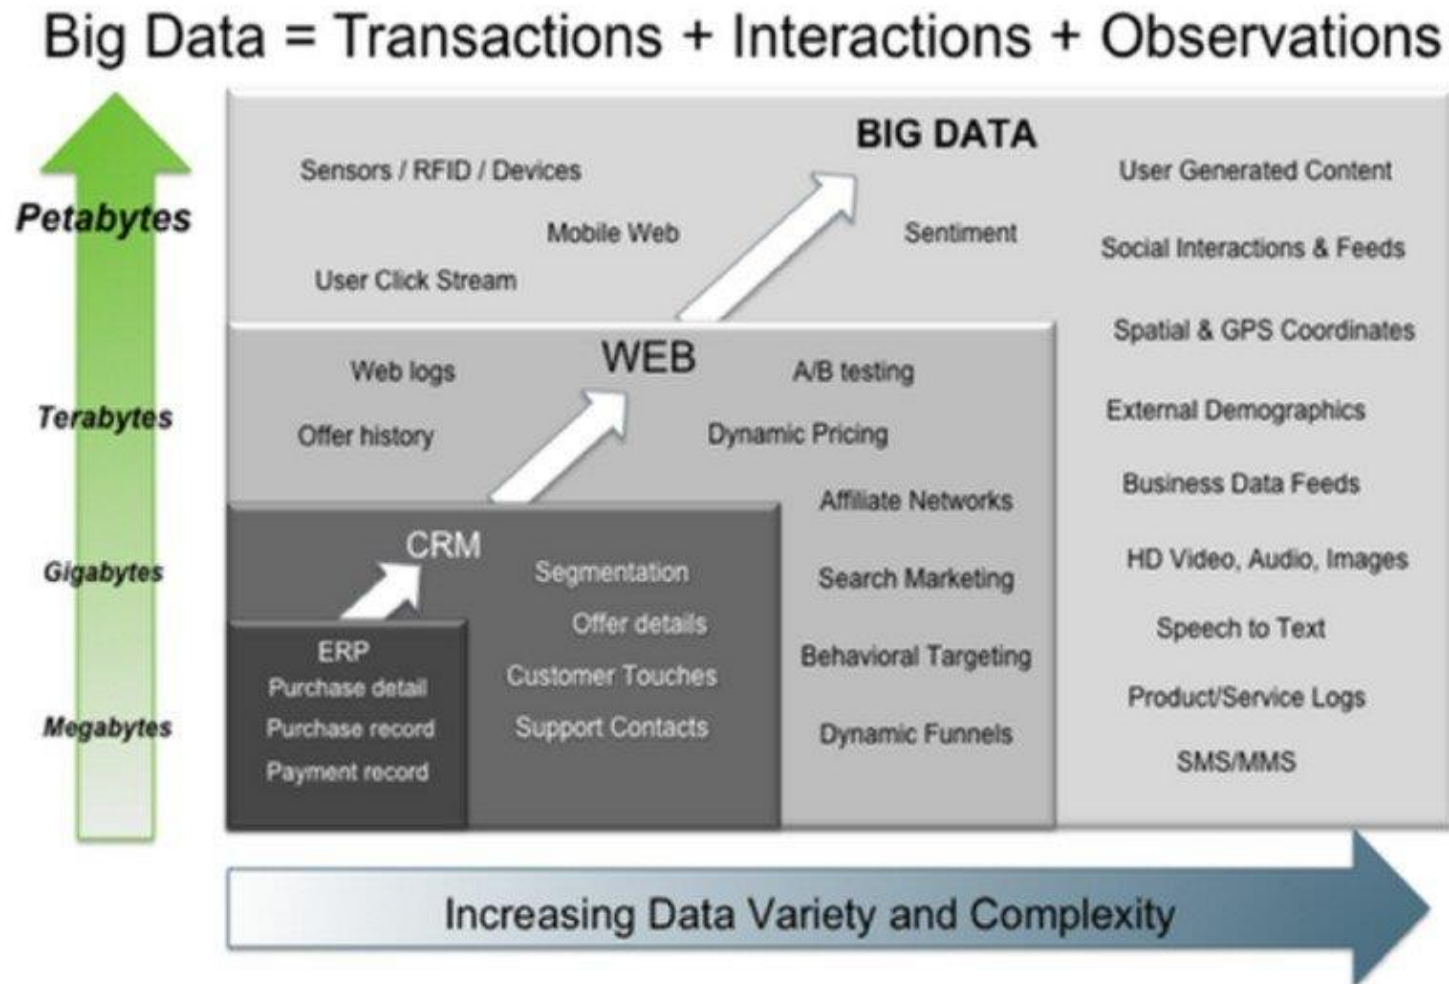 Big Data = Transactions + Interactions + Observations
BIG DATA
Sensors / RFID / Devices
User Generated Content
Petabytes
Mobile Web
Sentiment
Social Interactions & Feeds
User Click Stream
Spatial & GPS Coordinates
WEB
Web logs
A/B testing
Terabytes
External Demographics
Offer history
Dynamic Pricing
Business Data Feeds
Affiliate Networks
CRM
HD Video, Audio, Images
Gigabytes
Segmentation
Search Marketing
Offer details
Speech to Text
ERP
Behavioral Targeting
Purchase detail
Customer Touches
Product/Service Logs
Megabytes
Purchase record
Support Contacts
Dynamic Funnels
SMS/MMS
Payment record
Increasing Data Variety and Complexity